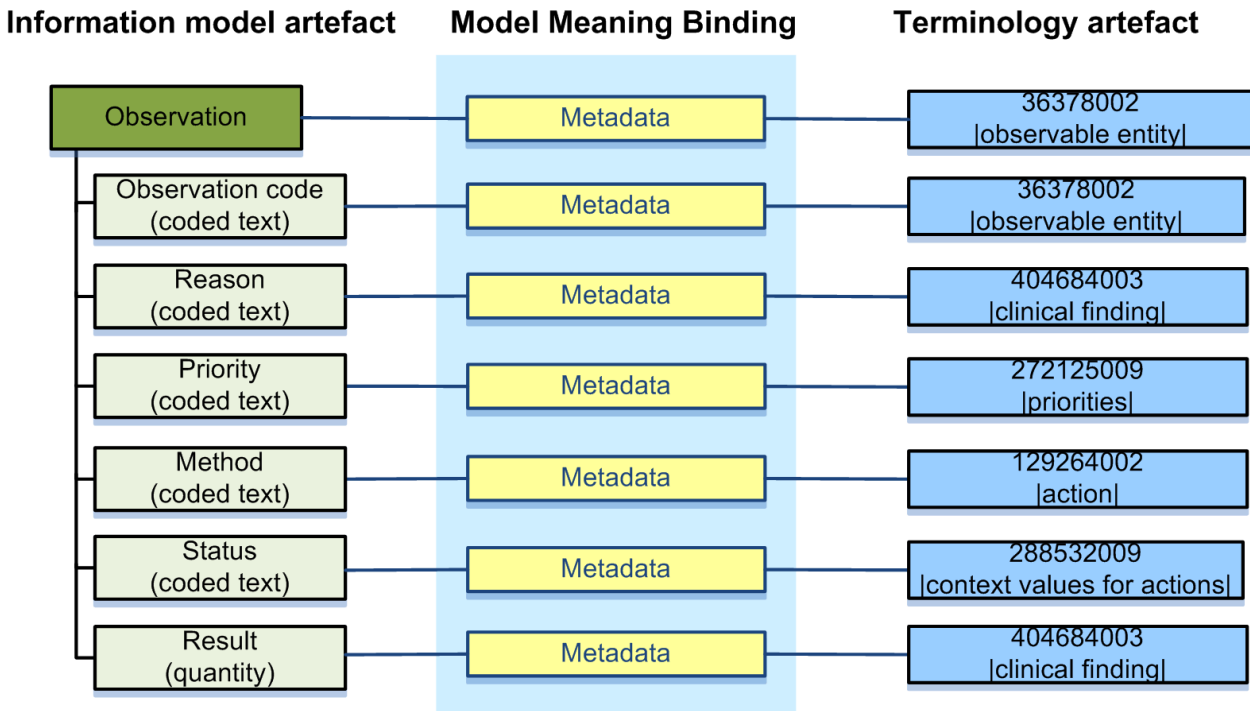 Information model artefact
Model Meaning Binding
Terminology artefact
Observation
Metadata
36378002
|observable entity|
Observation code
(coded text)
Metadata
36378002
|observable entity|
Reason
(coded text)
Metadata
404684003
|clinical finding|
Priority
(coded text)
Metadata
272125009
|priorities|
Method
(coded text)
Metadata
129264002
|action|
Status
(coded text)
Metadata
288532009
|context values for actions|
Result
(quantity)
Metadata
404684003
|clinical finding|